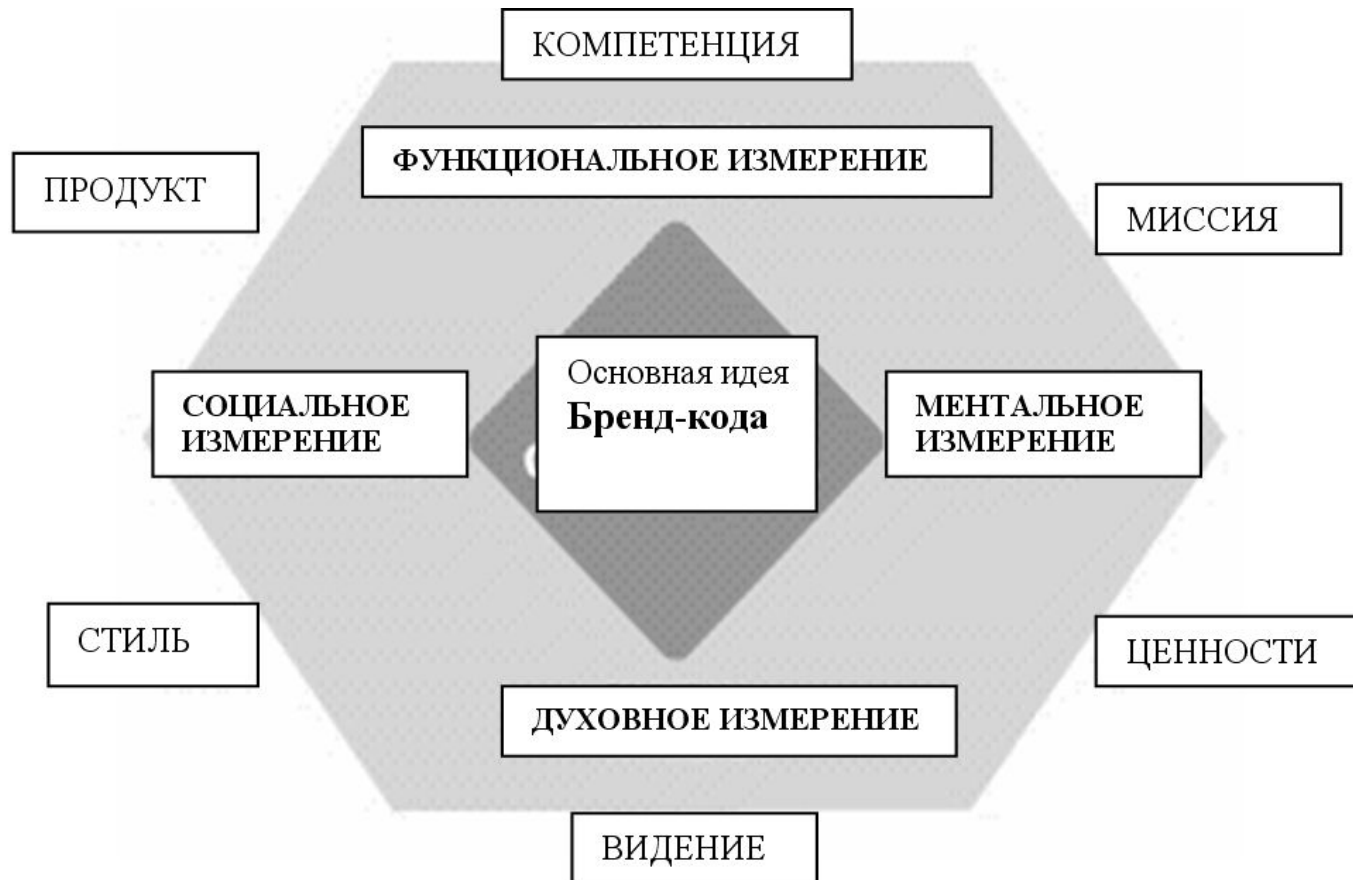 КОМПЕТЕНЦИЯ
ФУНКЦИОНАЛЬНОЕ ИЗМЕРЕНИЕ
ПРОДУКТ
МИССИЯ
Основная идея
Бренд-кода
СОЦИАЛЬНОЕ
ИЗМЕРЕНИЕ
МЕНТАЛЬНОЕ
ИЗМЕРЕНИЕ
СТИЛЬ
ЦЕННОСТИ
ДУХОВНОЕ ИЗМЕРЕНИЕ
ВИДЕНИЕ